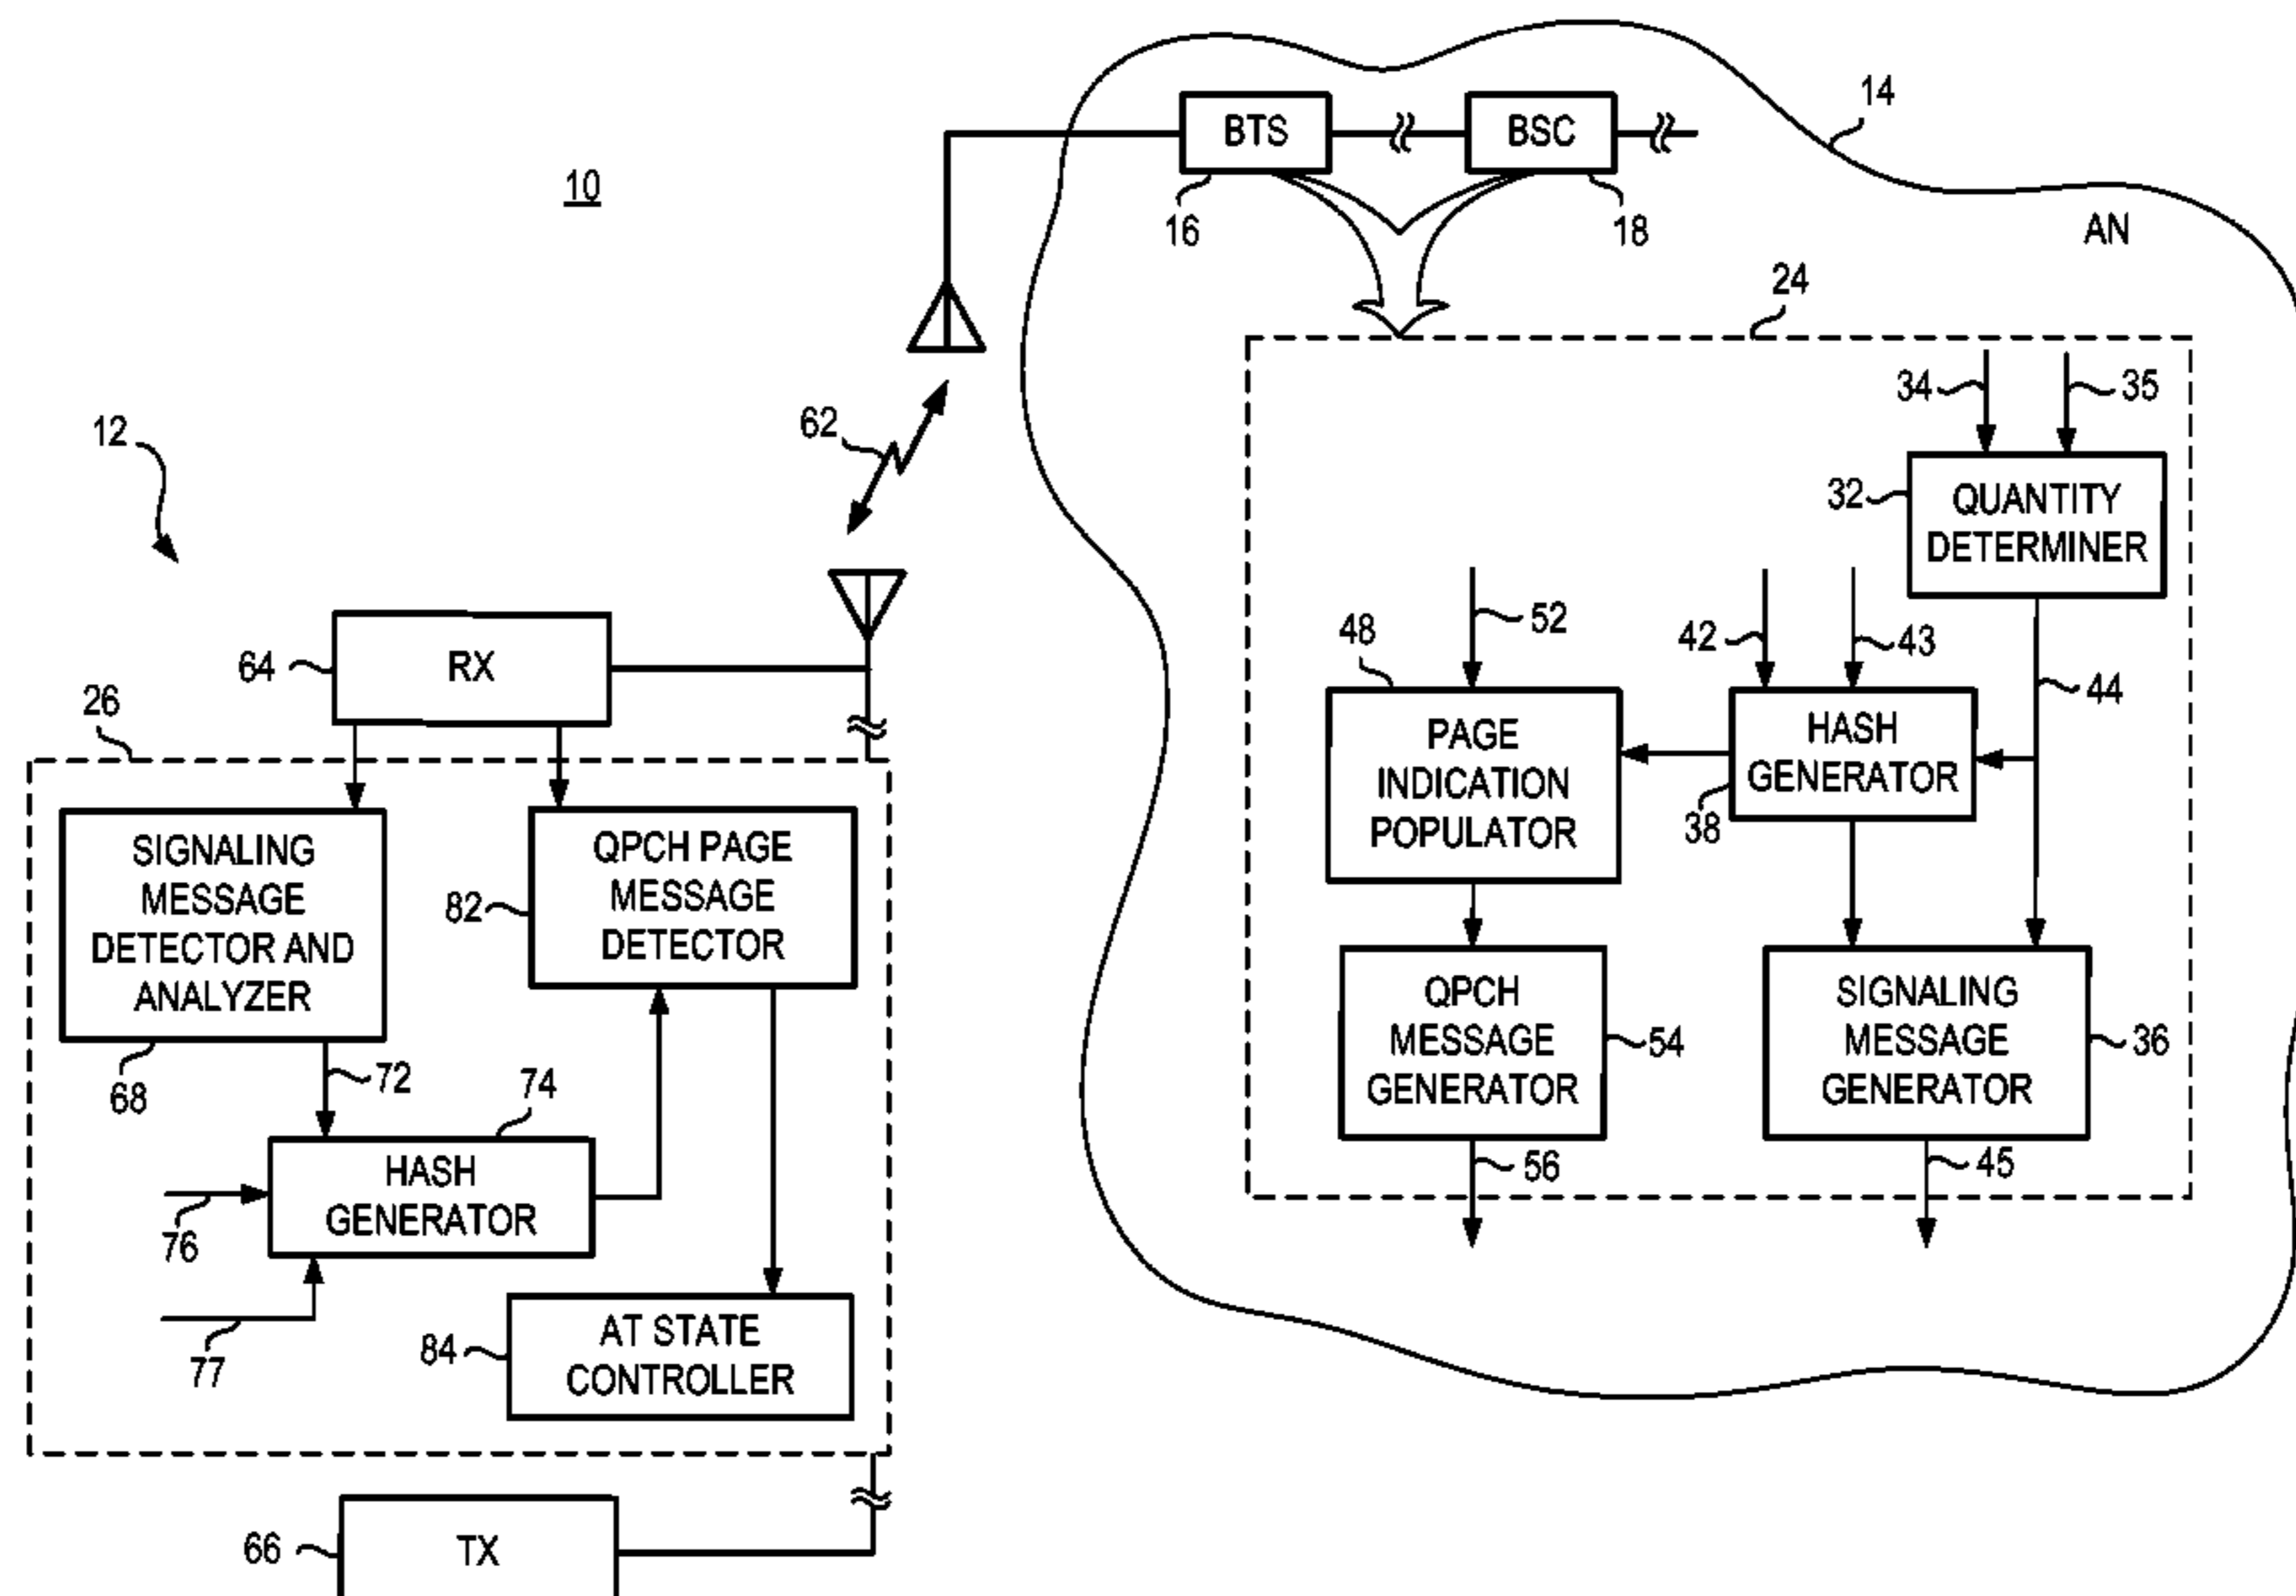 BTS
BSC
14
10
16
18
AN
24
34
35
12
62
32
QUANTITY
DETERMINER
52
48
42
43
44
64
RX
26
PAGE
INDICATION
POPULATOR
HASH
GENERATOR
38
SIGNALING
MESSAGE
DETECTOR AND
ANALYZER
82
QPCH PAGE
MESSAGE
DETECTOR
QPCH
MESSAGE
GENERATOR
54
SIGNALING
MESSAGE
GENERATOR
36
68
72
74
56
45
HASH
GENERATOR
76
77
84
AT STATE
CONTROLLER
66
TX